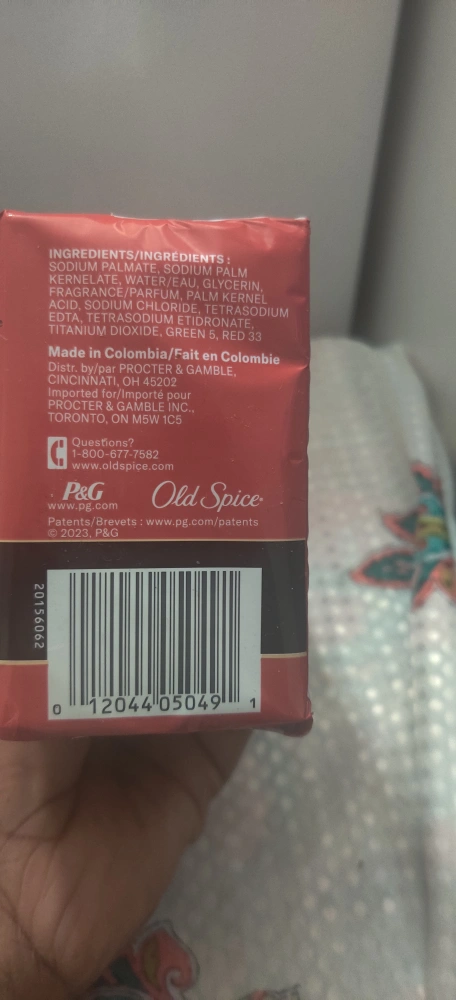 INGREDIENTS/INGRÉDIENTS :
SODIUM PALMATE, SODIUM PALM
KERNELATE, WATER/EAU, GLYCERIN,
FRAGRANCE/PARFUM, PALM KERNEL
ACID, SODIUM CHLORIDE, TETRASODIUM
EDTA, TETRASODIUM ETIDRONATE,
TITANIUM DIOXIDE, GREEN 5, RED 33
Made in Colombia/Fait en Colombie
Distr. by/par PROCTER & GAMBLE,
CINCINNATI, OH 45202
Imported for/Importé pour
PROCTER & GAMBLE INC.,
TORONTO, ON M5W 1C5
Questions?
1-800-677-7582
www.oldspice.com
P&G
www.pg.com
Old Spice
Patents/Brevets : www.pg.com/patents
© 2023, P&G
20156062
0 12044 05049 1